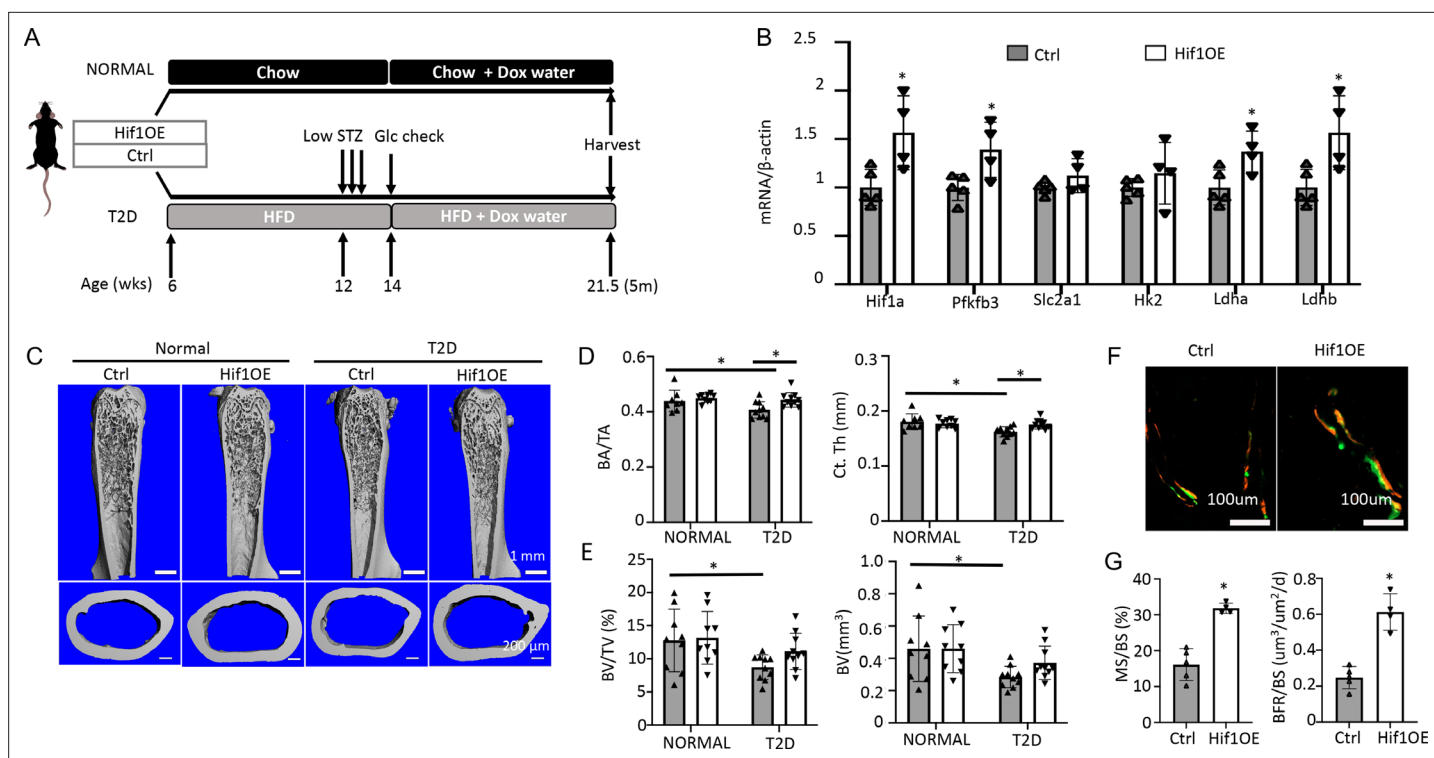 A
NORMAL
Chow
Chow + Dox water
Hif1OE
Ctrl
Low STZ
Glc check
Harvest
T2D
HFD
HFD + Dox water
Age (wks)
6
12
14
21.5 (5m)
B
Ctrl
Hif1OE
mRNA/β-actin
2.5
2
1.5
1
0.5
0
*
*
*
*
Hif1a
Pfkfb3
Slc2a1
Hk2
Ldha
Ldhb
C
Normal
T2D
Ctrl
Hif1OE
Ctrl
Hif1OE
1 mm
200 µm
D
BA/TA
0.6
0.4
0.2
0.0
*
*
NORMAL
T2D
Ct. Th (mm)
0.3
0.2
0.1
0.0
*
*
NORMAL
T2D
E
BV/TV (%)
25
20
15
10
5
0
*
NORMAL
T2D
BV(mm³)
1.0
0.8
0.6
0.4
0.2
0.0
*
NORMAL
T2D
F
Ctrl
Hif1OE
100um
100um
G
MS/BS (%)
40
30
20
10
0
*
Ctrl
Hif1OE
BFR/BS (um³/um²/d)
0.8
0.6
0.4
0.2
0
*
Ctrl
Hif1OE